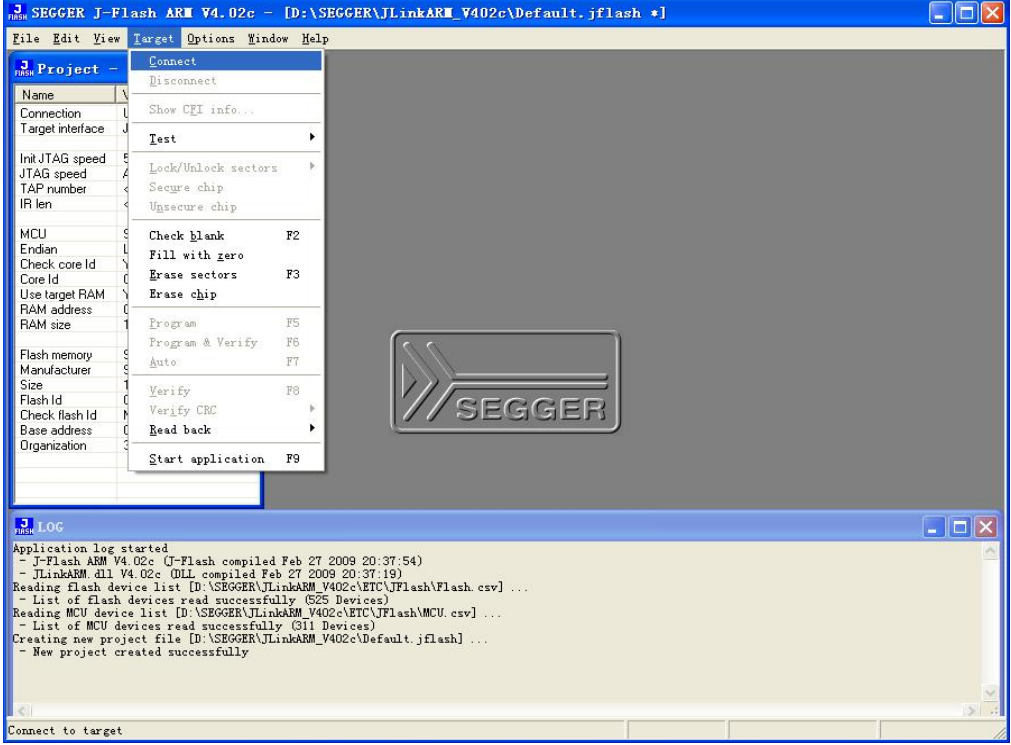 SEGGER J-Flash ARM V4.02c - [D:\SEGGER\JLinkARM_V402c\Default.jflash *]
File Edit View Target Options Window Help
Project -
Name
Connection
Target interface
Init JTAG speed
JTAG speed
TAP number
IR len
MCU
Endian
Check core Id
Core Id
Use target RAM
RAM address
RAM size
Flash memory
Manufacturer
Size
Flash Id
Check flash Id
Base address
Organization
Connect
Disconnect
Show CFI info...
Test
Lock/Unlock sectors
Secure chip
Unsecure chip
Check blank F2
Fill with zero
Erase sectors F3
Erase chip
Program F5
Program & Verify F6
Auto F7
Verify F8
Verify CRC
Read back
Start application F9
SEGGER
LOG
Application log started
- J-Flash ARM V4.02c (J-Flash compiled Feb 27 2009 20:37:54)
- JLinkARM.dll V4.02c (DLL compiled Feb 27 2009 20:37:19)
Reading flash device list [D:\SEGGER\JLinkARM_V402c\ETC\JFlash\Flash.csv] ...
- List of flash devices read successfully (525 Devices)
Reading MCU device list [D:\SEGGER\JLinkARM_V402c\ETC\JFlash\MCU.csv] ...
- List of MCU devices read successfully (311 Devices)
Creating new project file [D:\SEGGER\JLinkARM_V402c\Default.jflash] ...
- New project created successfully
Connect to target